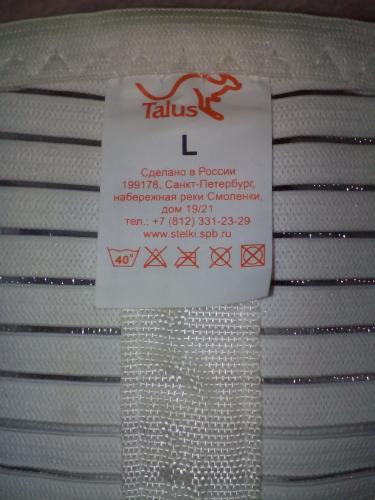 Talus
L
Сделано в России
199178, Санкт-Петербург,
набережная реки Смоленки,
дом 19/21
тел.: +7 (812) 331-23-29
www.stelki.spb.ru
40°